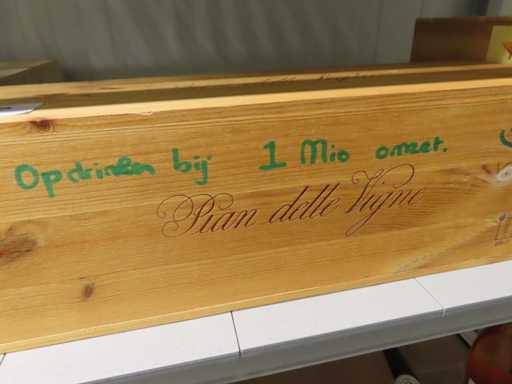 Opdrinken bij 1 Mio omzet.
Pian delle Vigne